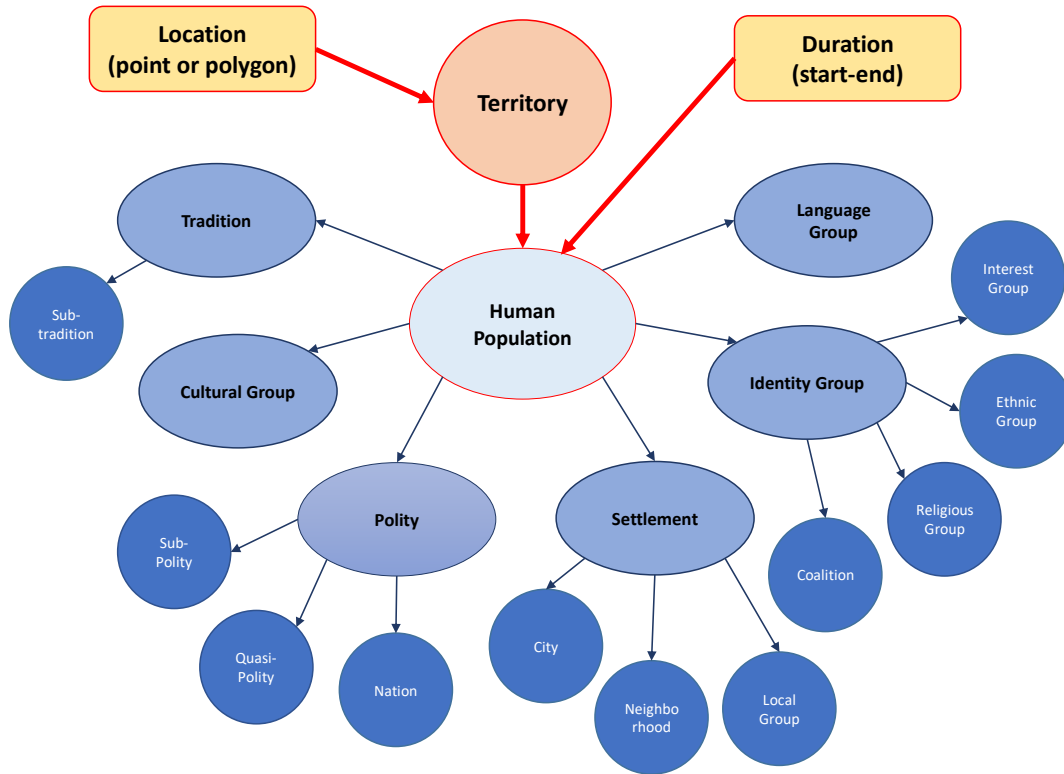 Location
(point or polygon)
Duration
(start-end)
Territory
Tradition
Language
Group
Interest
Group
Sub-
tradition
Human
Population
Cultural Group
Identity Group
Ethnic
Group
Polity
Settlement
Religious
Group
Sub-
Polity
Coalition
City
Quasi-
Polity
Nation
Neighbo
rhood
Local
Group